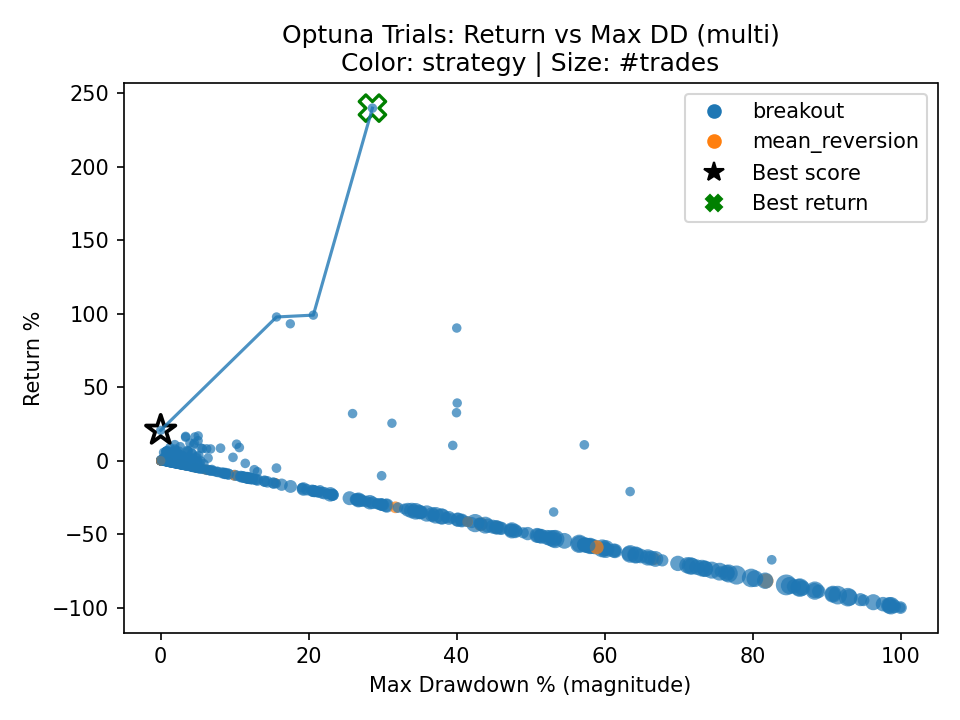 Optuna Trials: Return vs Max DD (multi)
Color: strategy | Size: #trades
breakout
mean_reversion
Best score
Best return
Return %
250
200
150
100
50
0
−50
−100
0
20
40
60
80
100
Max Drawdown % (magnitude)